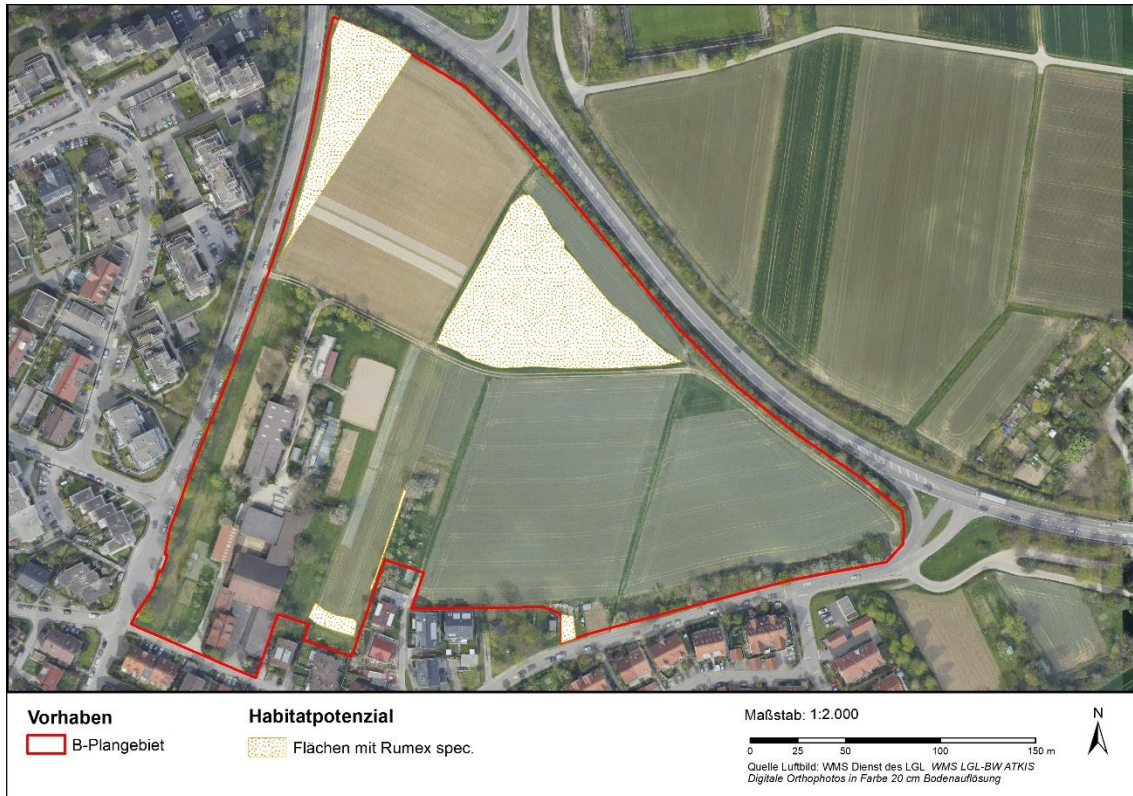 Vorhaben
B-Plangebiet
Habitatpotenzial
Flächen mit Rumex spec.
Maßstab: 1:2.000
N
0 25 50 100 150 m
Quelle Luftbild: WMS Dienst des LGL WMS LGL-BW ATKIS
Digitale Orthophotos in Farbe 20 cm Bodenauflösung